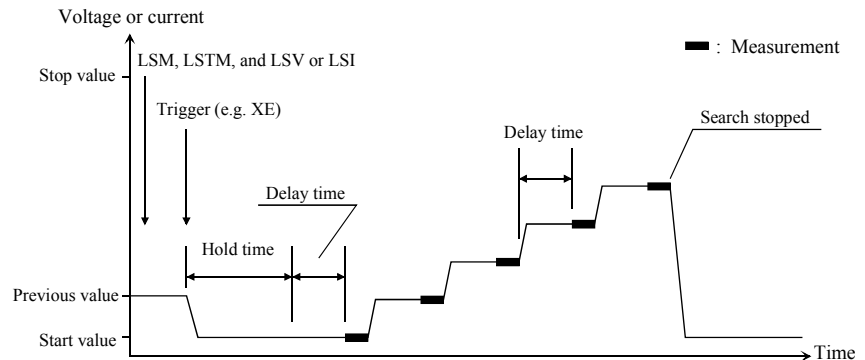 Voltage or current
LSM, LSTM, and LSV or LSI
: Measurement
Stop value
Trigger (e.g. XE)
Search stopped
Delay time
Delay time
Hold time
Previous value
Start value
Time